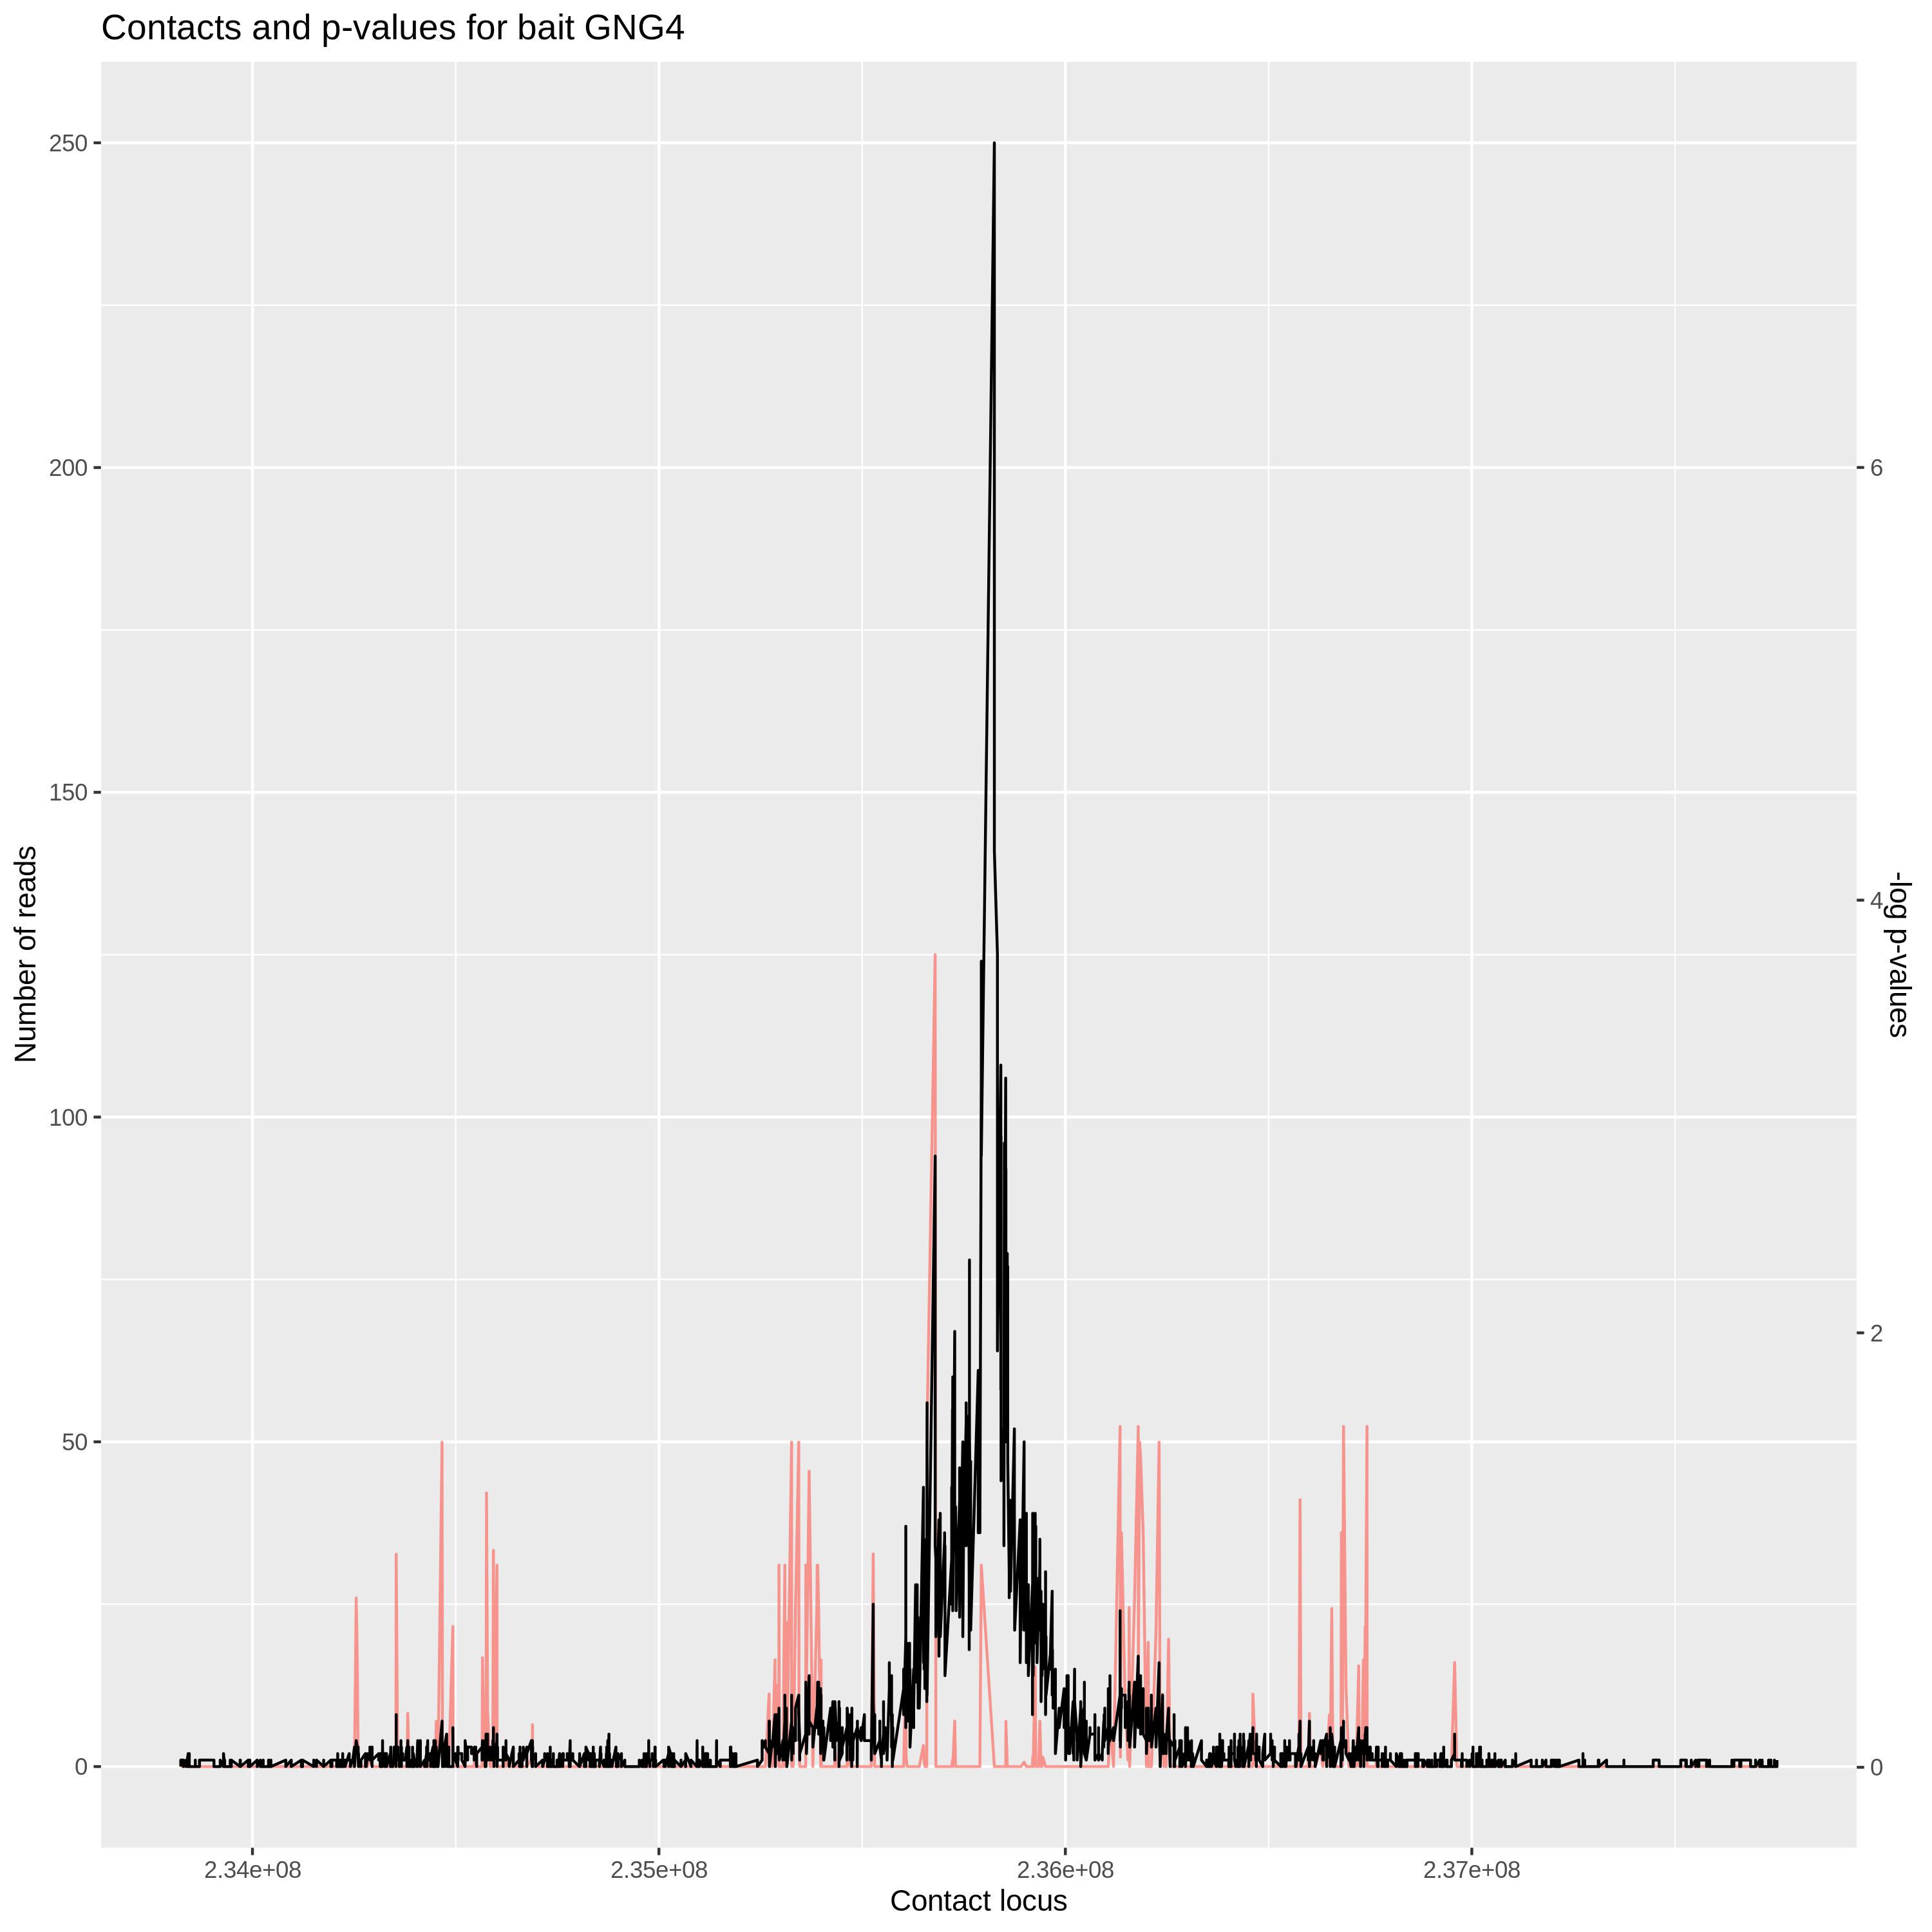 Contacts and p-values for bait GNG4
250
200
150
100
50
0
Number of reads
6
4
2
0
-log p-values
2.34e+08
2.35e+08
2.36e+08
2.37e+08
Contact locus